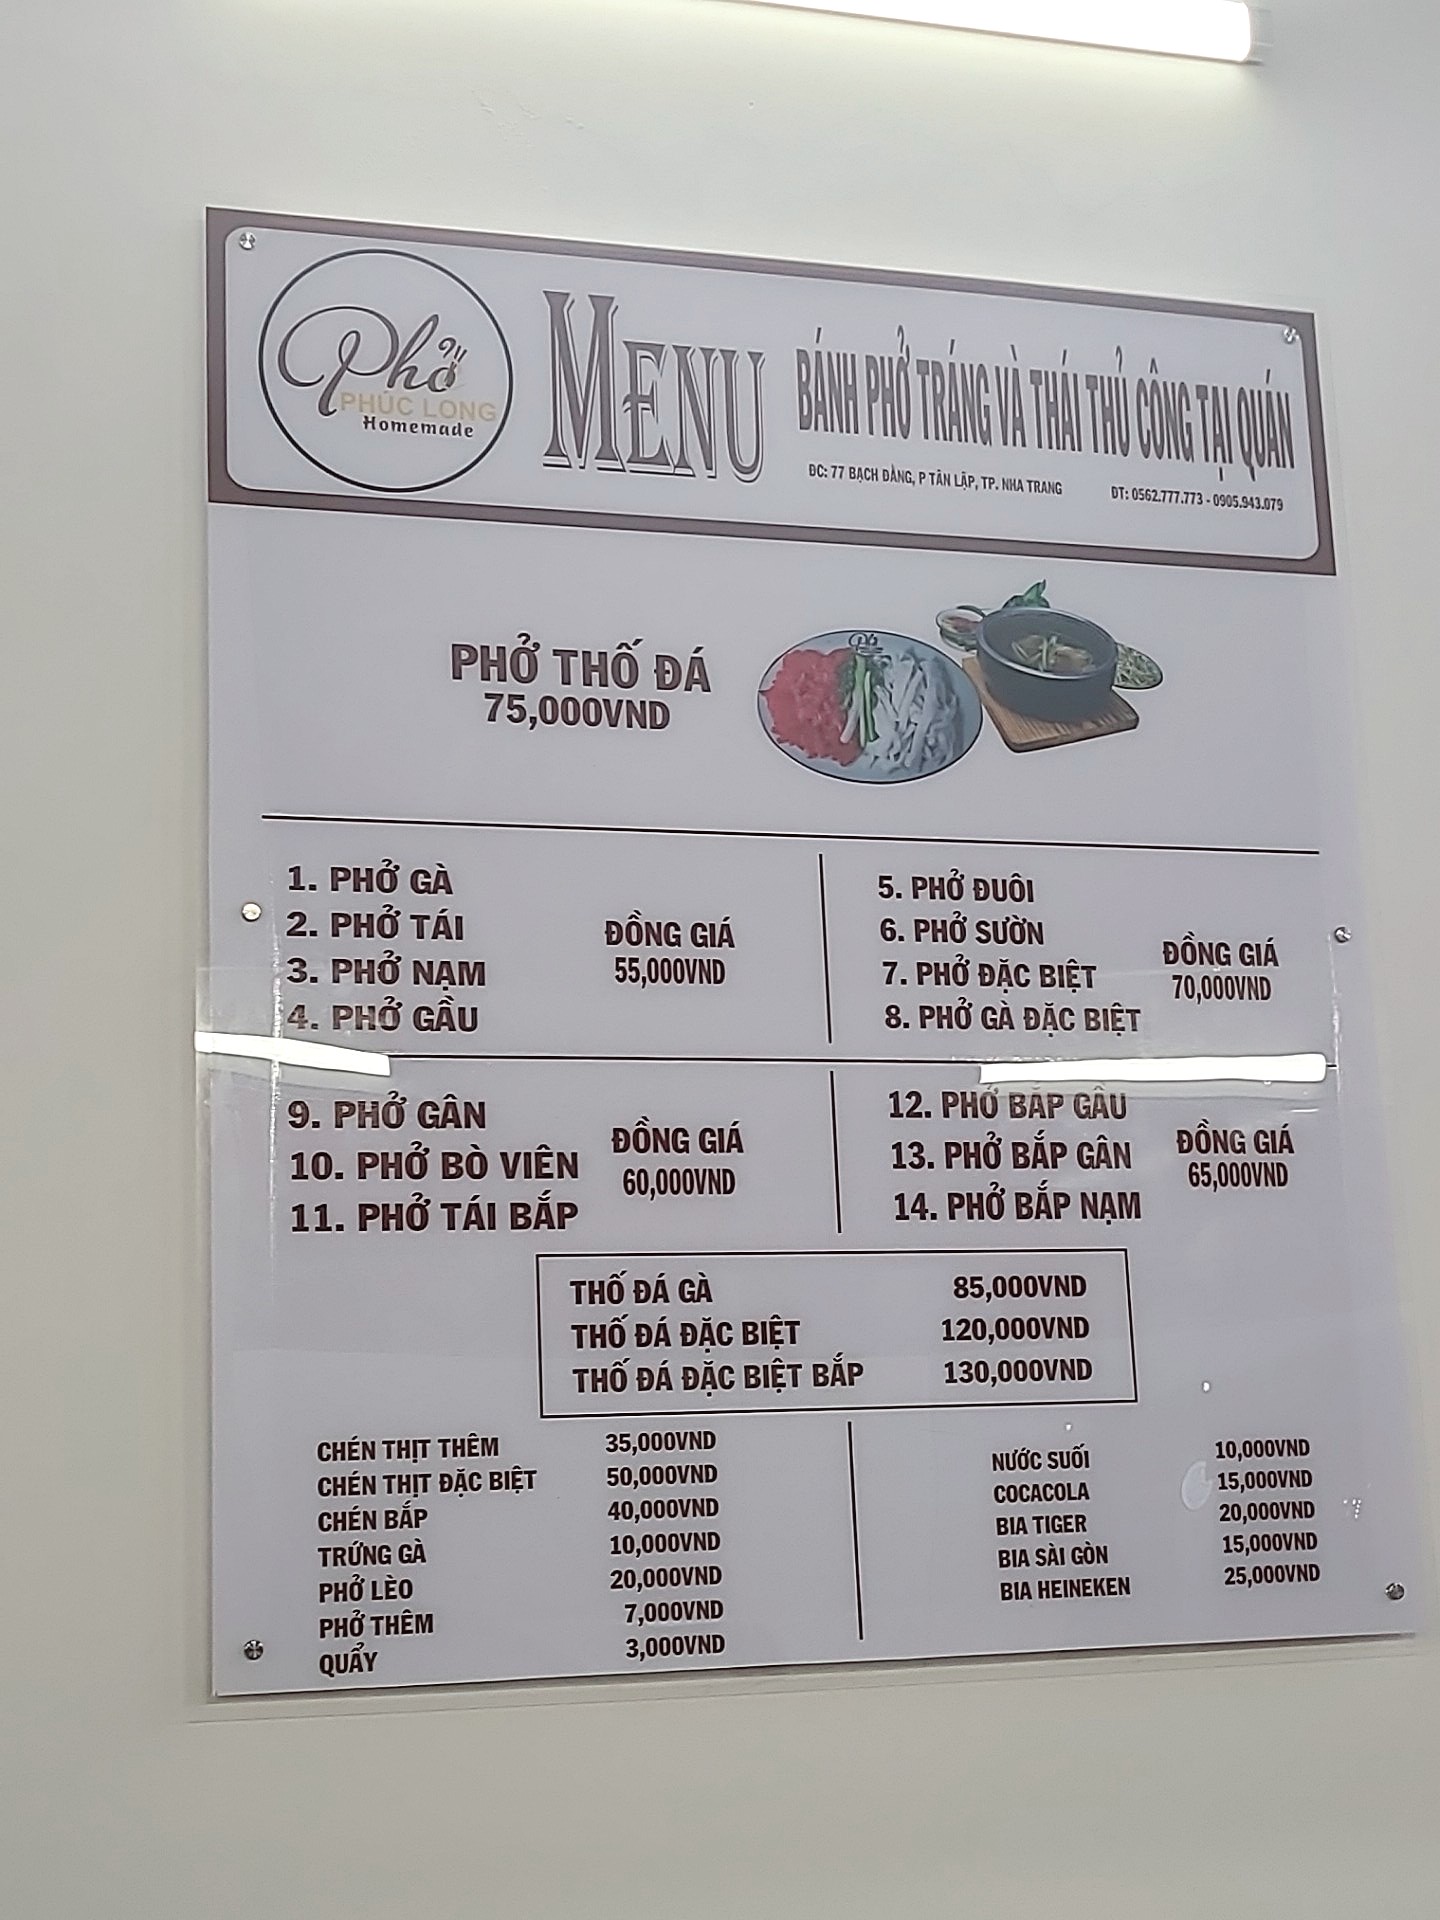 Phở
PHÚC LONG
Homemade
MENU
BÁNH PHỞ TRÁNG VÀ THÁI THỦ CÔNG TẠI QUÁN
ĐC: 77 BẠCH ĐẰNG, P TÂN LẬP, TP. NHA TRANG
ĐT: 0562.777.773 - 0905.943.079
PHỞ THỐ ĐÁ
75,000VND
1. PHỞ GÀ
2. PHỞ TÁI
3. PHỞ NẠM
4. PHỞ GẦU
ĐỒNG GIÁ
55,000VND
5. PHỞ ĐUÔI
6. PHỞ SƯỜN
7. PHỞ ĐẶC BIỆT
8. PHỞ GÀ ĐẶC BIỆT
ĐỒNG GIÁ
70,000VND
9. PHỞ GÂN
10. PHỞ BÒ VIÊN
11. PHỞ TÁI BẮP
ĐỒNG GIÁ
60,000VND
12. PHỞ BẮP GẦU
13. PHỞ BẮP GÂN
14. PHỞ BẮP NẠM
ĐỒNG GIÁ
65,000VND
THỐ ĐÁ GÀ 85,000VND
THỐ ĐÁ ĐẶC BIỆT 120,000VND
THỐ ĐÁ ĐẶC BIỆT BẮP 130,000VND
CHÉN THỊT THÊM 35,000VND
CHÉN THỊT ĐẶC BIỆT 50,000VND
CHÉN BẮP 40,000VND
TRỨNG GÀ 10,000VND
PHỞ LÈO 20,000VND
PHỞ THÊM 7,000VND
QUẨY 3,000VND
NƯỚC SUỐI 10,000VND
COCACOLA 15,000VND
BIA TIGER 20,000VND
BIA SÀI GÒN 15,000VND
BIA HEINEKEN 25,000VND